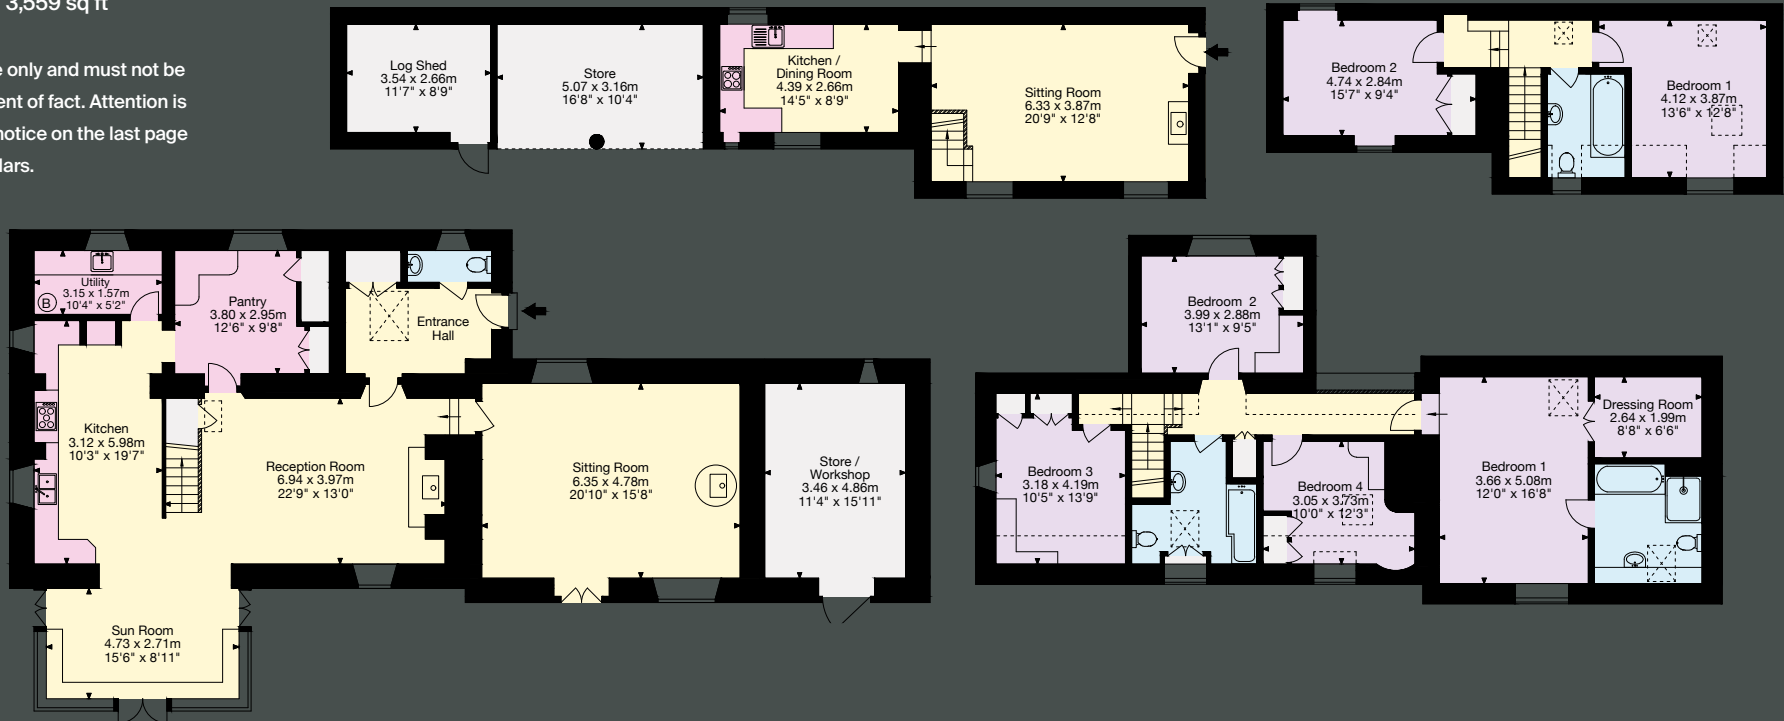 3,559 sq ft
e only and must not be
ent of fact. Attention is
notice on the last page
lars.
Log Shed
3.54 x 2.66m
11'7" x 8'9"
Store
5.07 x 3.16m
16'8" x 10'4"
Kitchen /
Dining Room
4.39 x 2.66m
14'5" x 8'9"
Sitting Room
6.33 x 3.87m
20'9" x 12'8"
Bedroom 2
4.74 x 2.84m
15'7" x 9'4"
Bedroom 1
4.12 x 3.87m
13'6" x 12'8"
Utility
3.15 x 1.57m
10'4" x 5'2"
B
Pantry
3.80 x 2.95m
12'6" x 9'8"
Entrance
Hall
Kitchen
3.12 x 5.98m
10'3" x 19'7"
Reception Room
6.94 x 3.97m
22'9" x 13'0"
Sitting Room
6.35 x 4.78m
20'10" x 15'8"
Store /
Workshop
3.46 x 4.86m
11'4" x 15'11"
Sun Room
4.73 x 2.71m
15'6" x 8'11"
Bedroom 2
3.99 x 2.88m
13'1" x 9'5"
Bedroom 3
3.18 x 4.19m
10'5" x 13'9"
Bedroom 4
3.05 x 3.73m
10'0" x 12'3"
Bedroom 1
3.66 x 5.08m
12'0" x 16'8"
Dressing Room
2.64 x 1.99m
8'8" x 6'6"